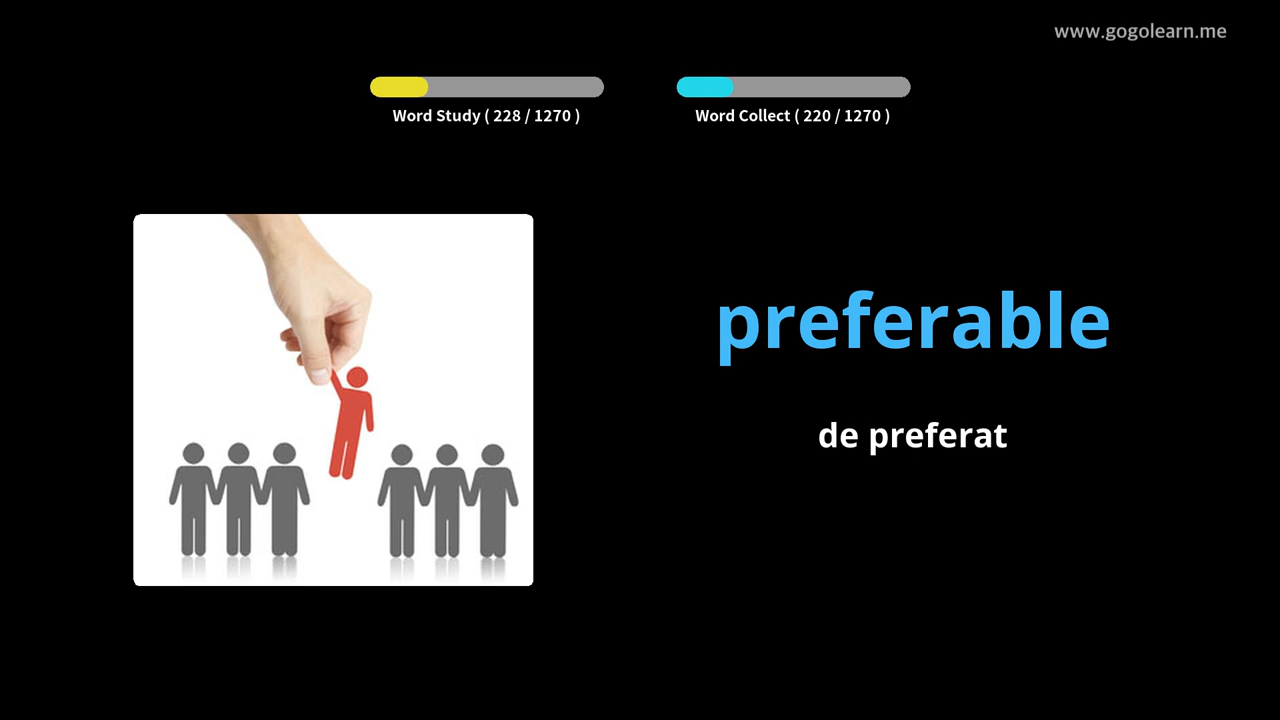 www.gogolearn.me
Word Study ( 228 / 1270 )
Word Collect ( 220 / 1270 )
preferable
de preferat